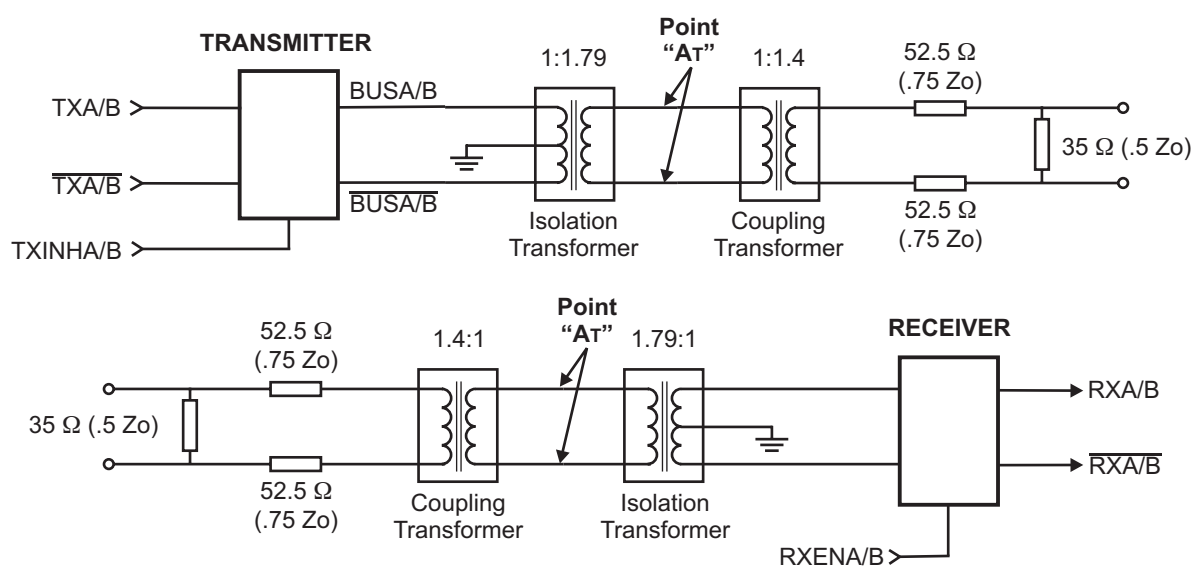 TRANSMITTER
TXA/B
TXA/B
TXINHA/B
BUSA/B
BUSA/B
1:1.79
Isolation
Transformer
Point
“AT”
1:1.4
Coupling
Transformer
52.5 Ω
(.75 Zo)
52.5 Ω
(.75 Zo)
35 Ω (.5 Zo)
35 Ω (.5 Zo)
52.5 Ω
(.75 Zo)
52.5 Ω
(.75 Zo)
1.4:1
Coupling
Transformer
Point
“AT”
1.79:1
Isolation
Transformer
RECEIVER
RXA/B
RXA/B
RXENA/B